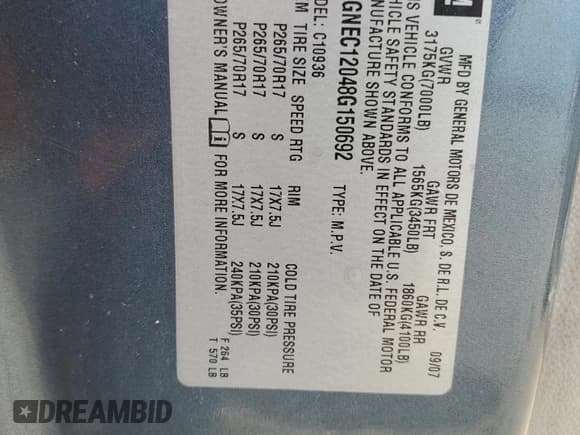 GM
MFD BY GENERAL MOTORS DE MEXICO, S. DE R.L. DE C.V.
09/07
GVWR GAWR FRT GAWR RR
3175KG(7000LB) 1565KG(3450LB) 1860KG(4100LB)
IS VEHICLE CONFORMS TO ALL APPLICABLE U.S. FEDERAL MOTOR
HICLE SAFETY STANDARDS IN EFFECT ON THE DATE OF
NUFACTURE SHOWN ABOVE.
GNEC12048G150692 TYPE: M.P.V.
DEL: C10936
M TIRE SIZE SPEED RTG RIM COLD TIRE PRESSURE
P265/70R17 S 17X7.5J 210KPA(30PSI)
P265/70R17 S 17X7.5J 210KPA(30PSI)
P265/70R17 S 17X7.5J 240KPA(35PSI)
OWNER'S MANUAL i FOR MORE INFORMATION.
F 264 LB
T 570 LB
DREAMBID